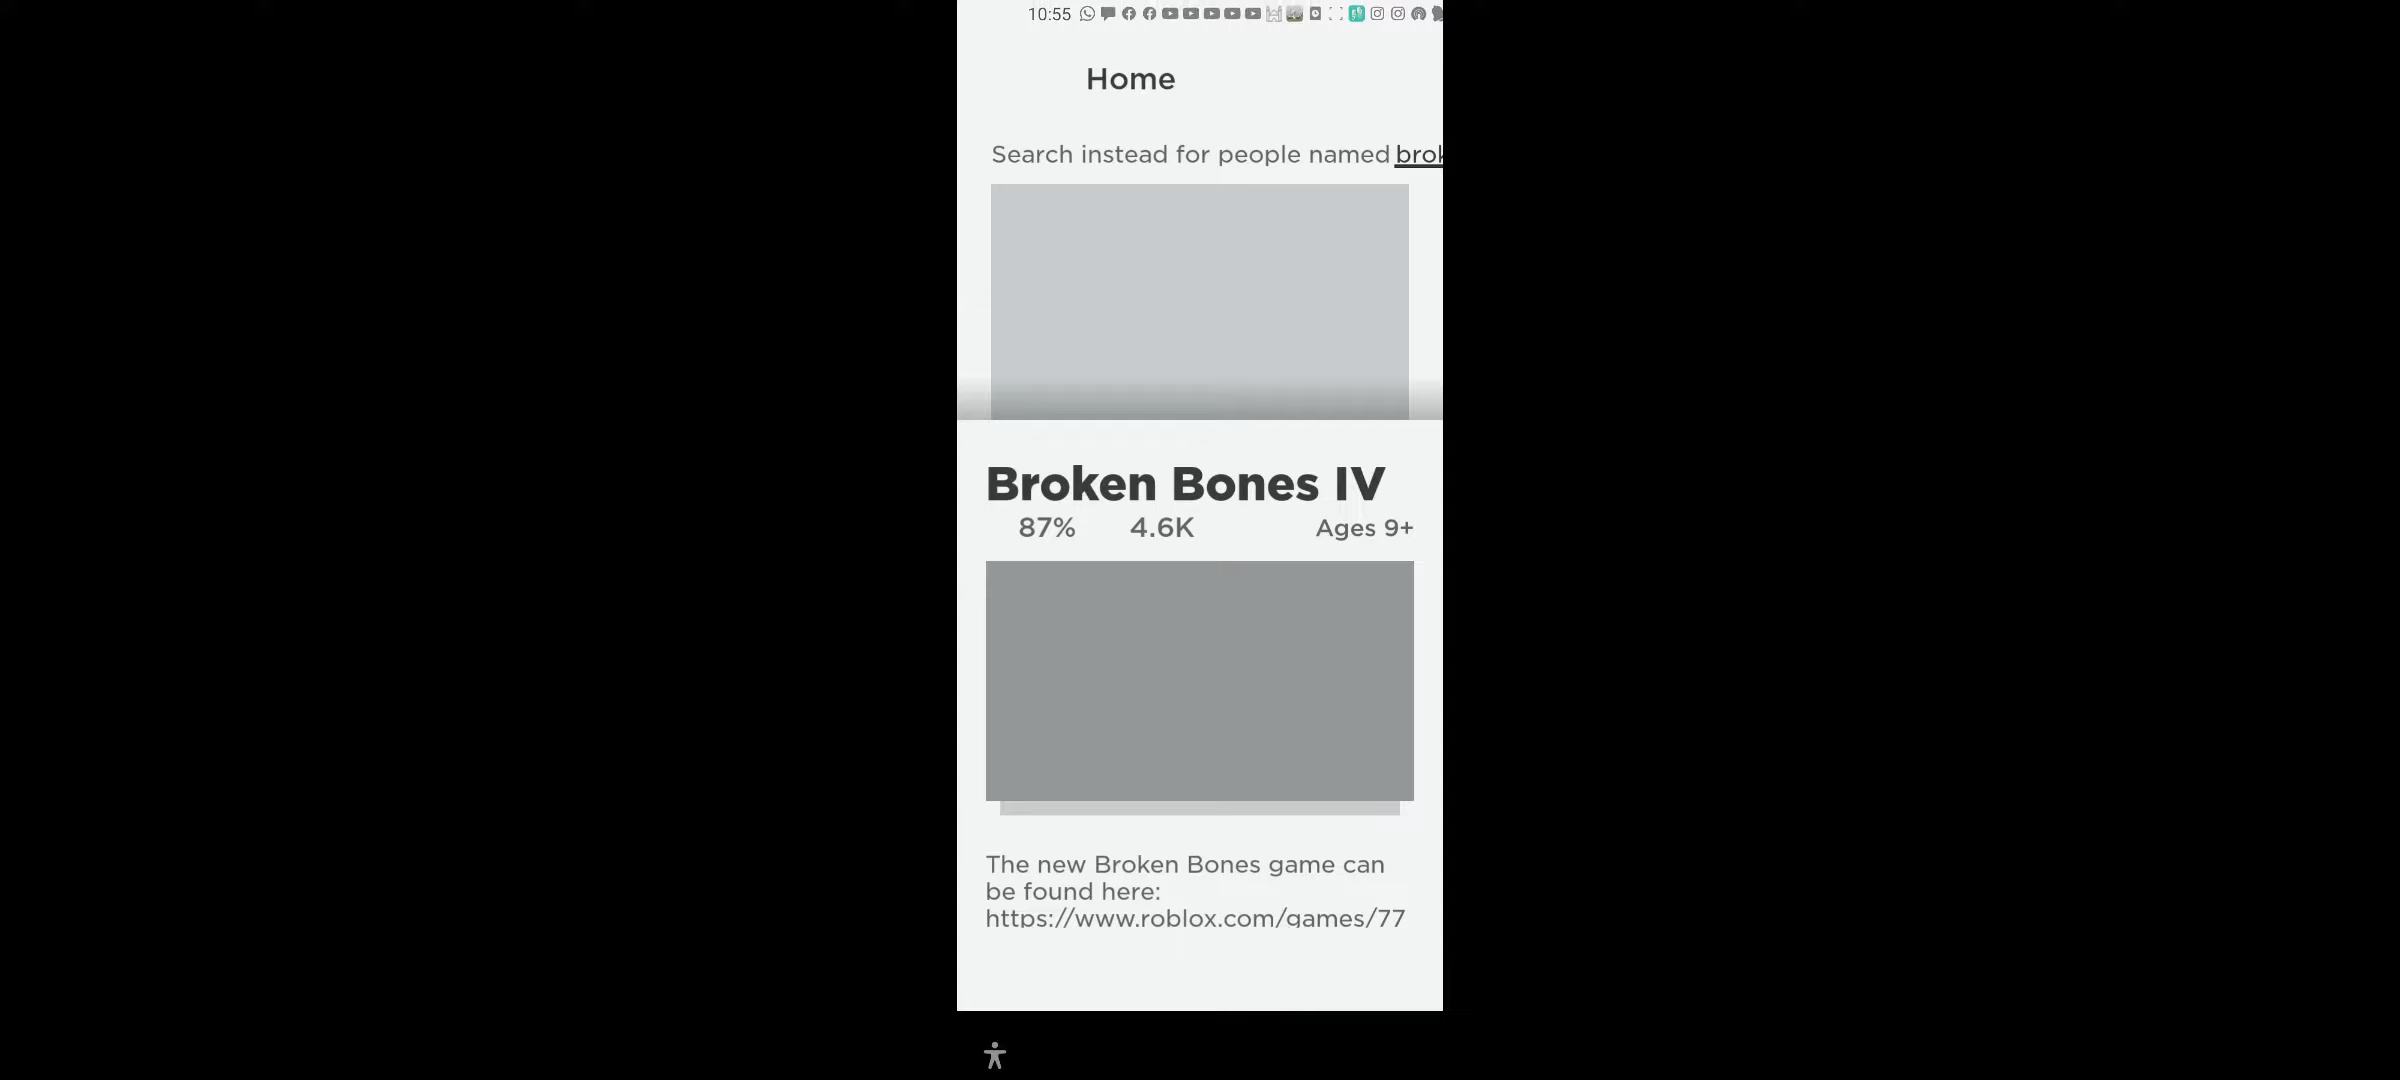 10:55
Home
Search instead for people named
Broken Bones IV
87% 4.6K Ages 9+
The new Broken Bones game can
be found here:
https://www.roblox.com/games/77